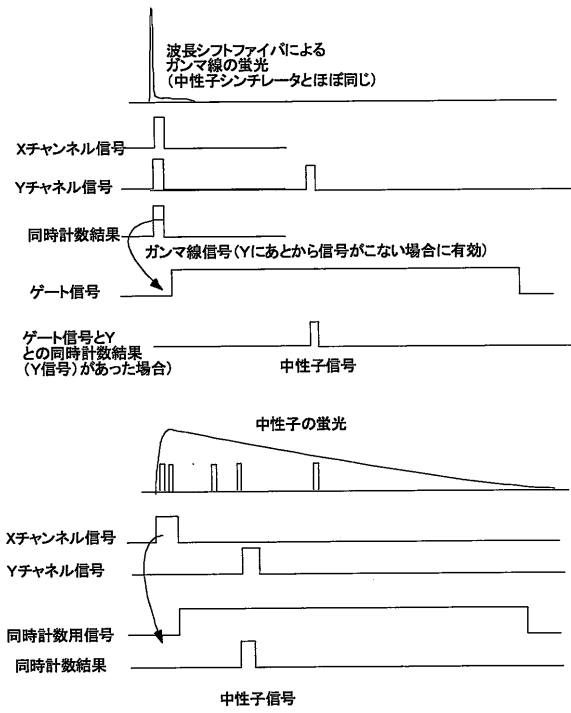 波長シフトファイバによる
ガンマ線の蛍光
(中性子シンチレータとほぼ同じ)
Xチャンネル信号
Yチャネル信号
同時計数結果
ガンマ線信号(Yにあとから信号がこない場合に有効)
ゲート信号
ゲート信号とY
との同時計数結果
(Y信号)があった場合)
中性子信号
中性子の蛍光
Xチャンネル信号
Yチャネル信号
同時計数用信号
同時計数結果
中性子信号